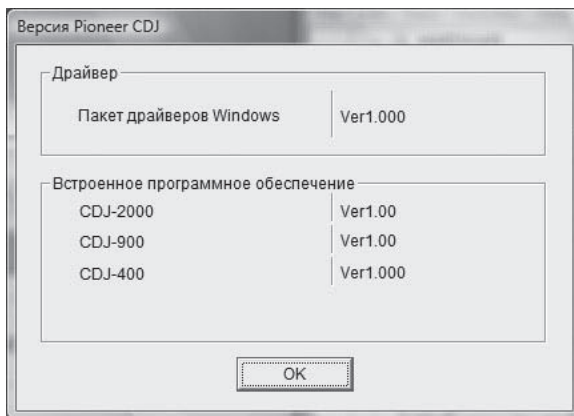 Версия Pioneer CDJ
Драйвер
Пакет драйверов Windows Ver1.000
Встроенное программное обеспечение
CDJ-2000 Ver1.00
CDJ-900 Ver1.00
CDJ-400 Ver1.000
OK